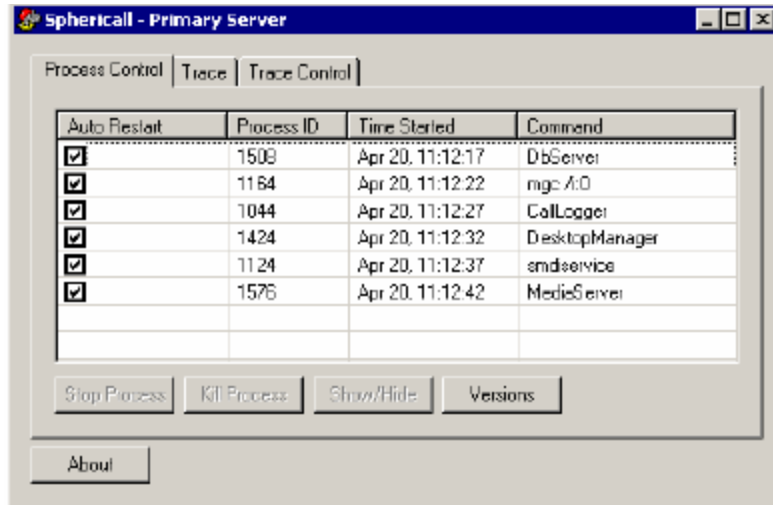 Sphericall - Primary Server
Process Control Trace Trace Control
Auto Restart Process ID Time Started Command
1508 Apr 20, 11:12:17 DbServer
1164 Apr 20, 11:12:22 mgc
1044 Apr 20, 11:12:27 CallLogger
1424 Apr 20, 11:12:32 DesktopManager
1124 Apr 20, 11:12:37 smdiservice
1576 Apr 20, 11:12:42 MediaServer
Stop Process Kill Process Show/Hide Versions
About